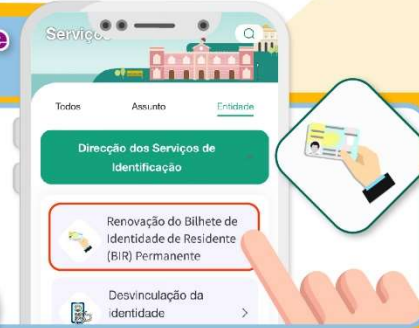 e
Serviços
Todos Assunto Entidade
Direcção dos Serviços de
Identificação
Renovação do Bilhete de
Identidade de Residente
(BIR) Permanente
Desvinculação da
identidade